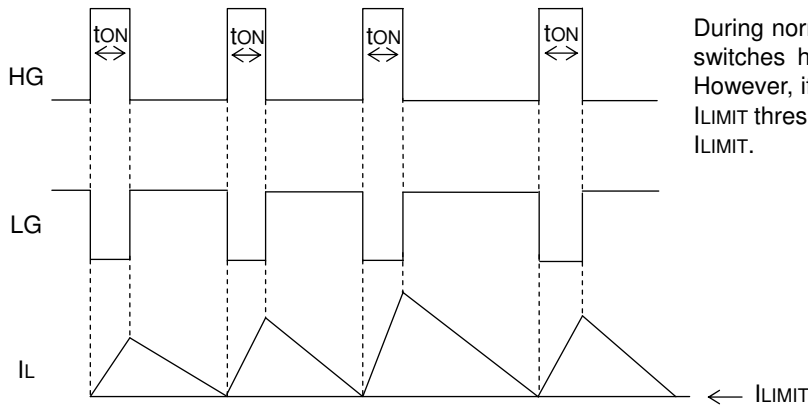 tON tON tON tON
HG
LG
IL
ILIMIT
During nor
switches h
However, i
ILIMIT thres
ILIMIT.